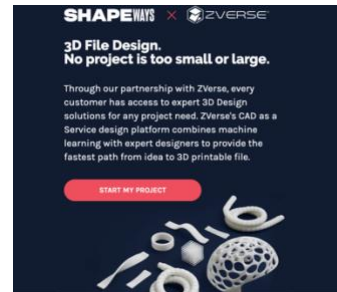 SHAPEWAYS × ZVERSE
3D File Design.
No project is too small or large.
Through our partnership with ZVerse, every
customer has access to expert 3D Design
solutions for any project need. ZVerse's CAD as a
Service design platform combines machine
learning with expert designers to provide the
fastest path from idea to 3D printable file.
START MY PROJECT